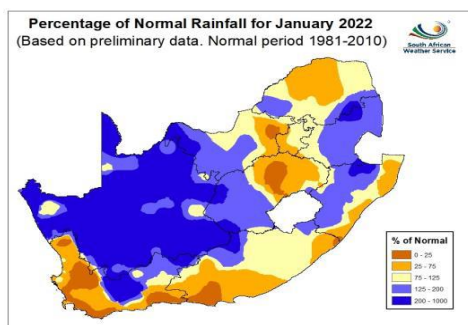 Percentage of Normal Rainfall for January 2022
(Based on preliminary data. Normal period 1981-2010)
South African
Weather Service
% of Normal
0 - 25
25 - 75
75 - 125
125 - 200
200 - 1000